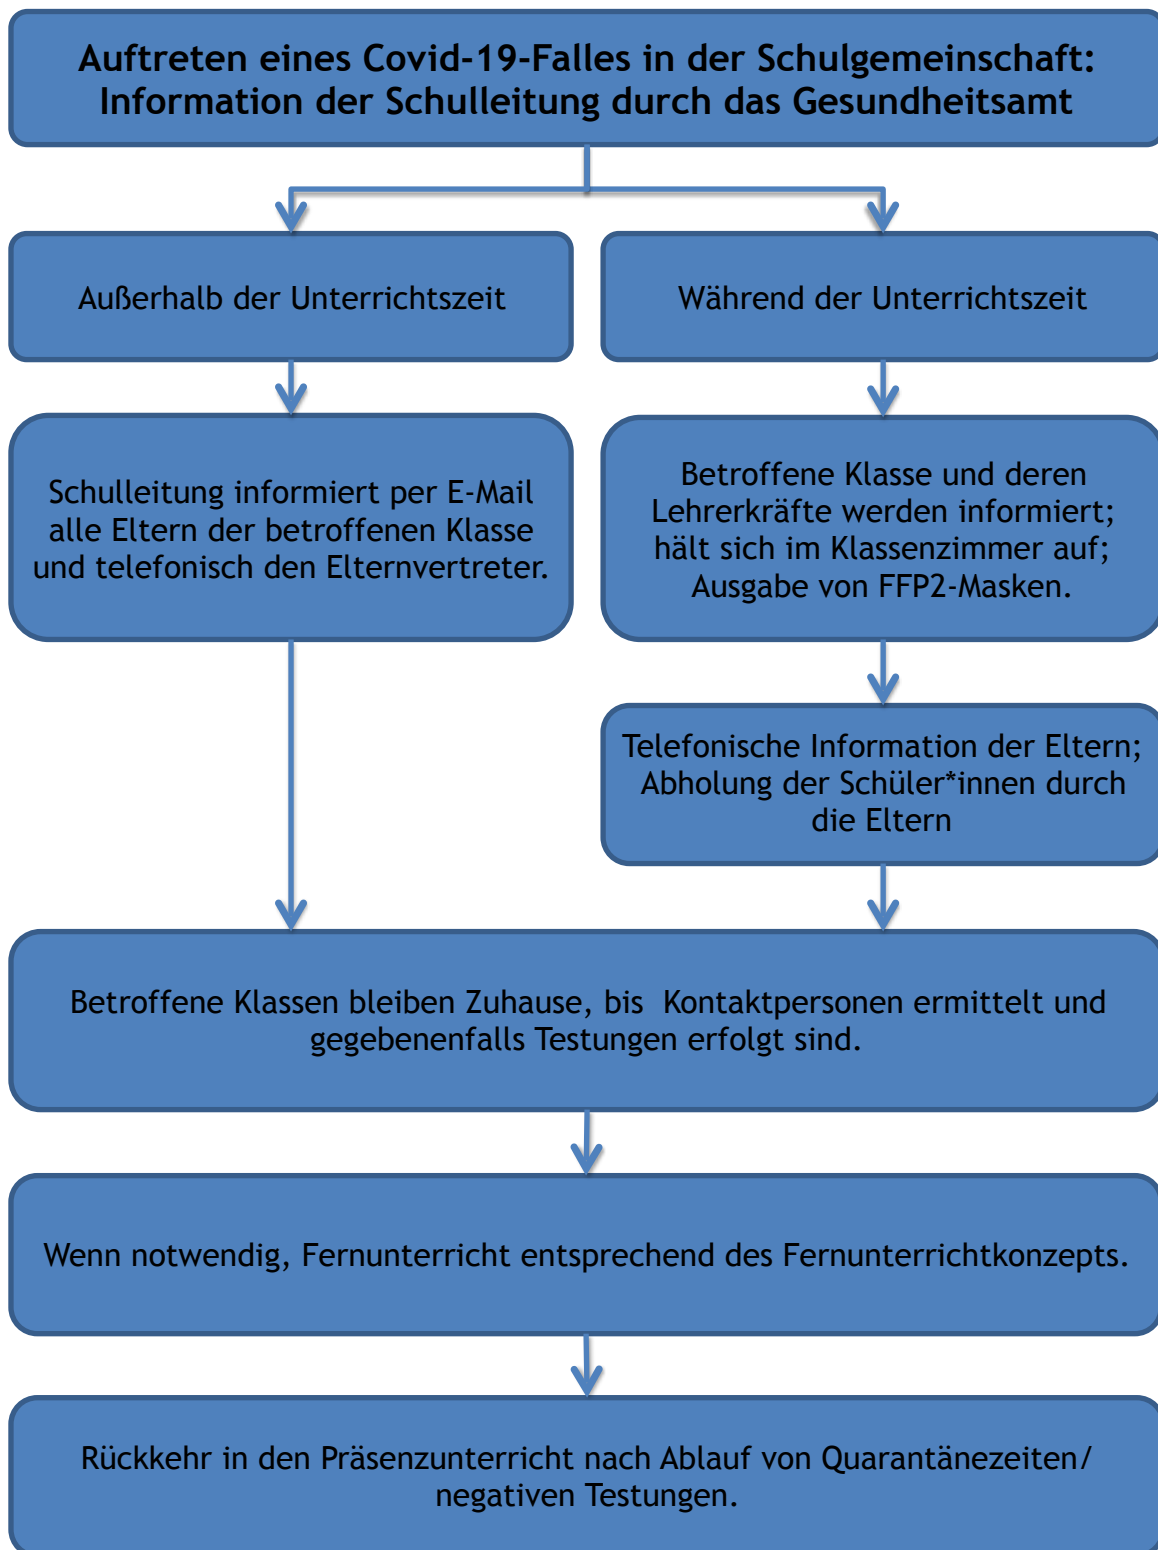 Auftreten eines Covid-19-Falles in der Schulgemeinschaft:
Information der Schulleitung durch das Gesundheitsamt
Außerhalb der Unterrichtszeit
Während der Unterrichtszeit
Schulleitung informiert per E-Mail
alle Eltern der betroffenen Klasse
und telefonisch den Elternvertreter.
Betroffene Klasse und deren
Lehrerkräfte werden informiert;
hält sich im Klassenzimmer auf;
Ausgabe von FFP2-Masken.
Telefonische Information der Eltern;
Abholung der Schüler*innen durch
die Eltern
Betroffene Klassen bleiben Zuhause, bis  Kontaktpersonen ermittelt und
gegebenenfalls Testungen erfolgt sind.
Wenn notwendig, Fernunterricht entsprechend des Fernunterrichtkonzepts.
Rückkehr in den Präsenzunterricht nach Ablauf von Quarantänezeiten/
negativen Testungen.